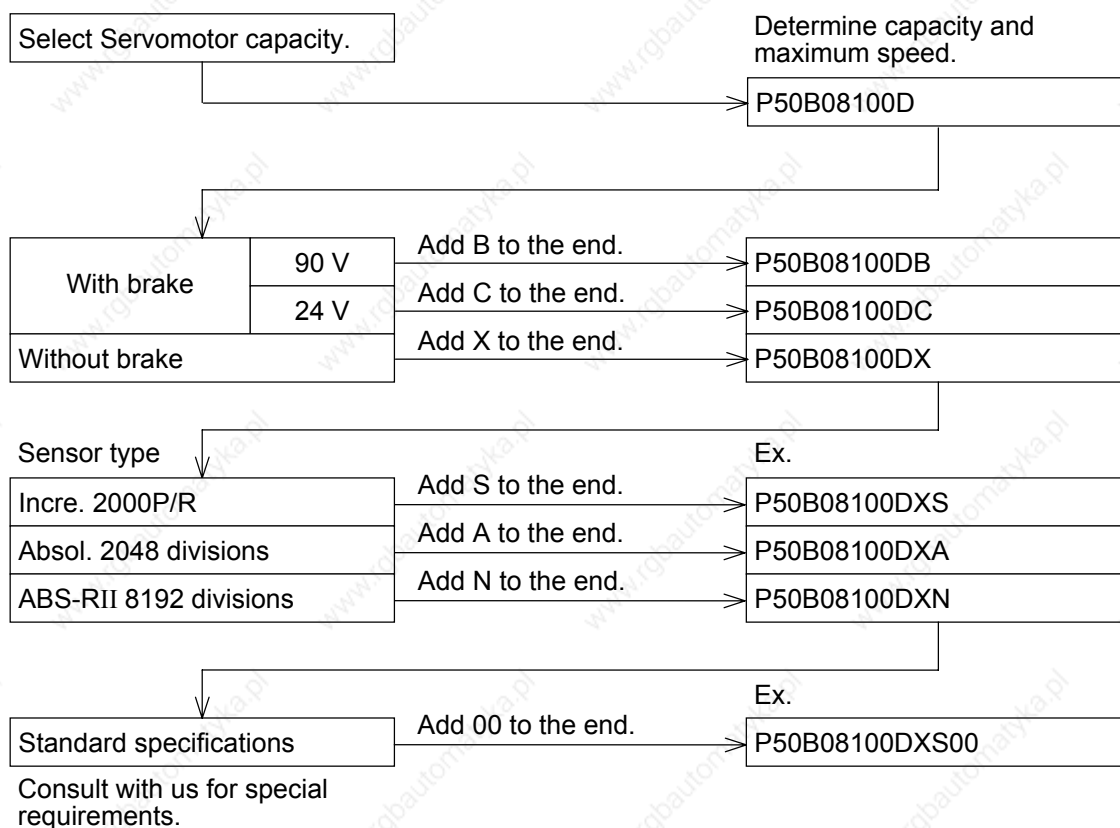 Select Servomotor capacity.
Determine capacity and
maximum speed.
P50B08100D
With brake
90 V
Add B to the end.
P50B08100DB
24 V
Add C to the end.
P50B08100DC
Without brake
Add X to the end.
P50B08100DX
Sensor type
Ex.
Incre. 2000P/R
Add S to the end.
P50B08100DXS
Absol. 2048 divisions
Add A to the end.
P50B08100DXA
ABS-RII 8192 divisions
Add N to the end.
P50B08100DXN
Ex.
Standard specifications
Add 00 to the end.
P50B08100DXS00
Consult with us for special
requirements.
www.rgbautomatyka.pl